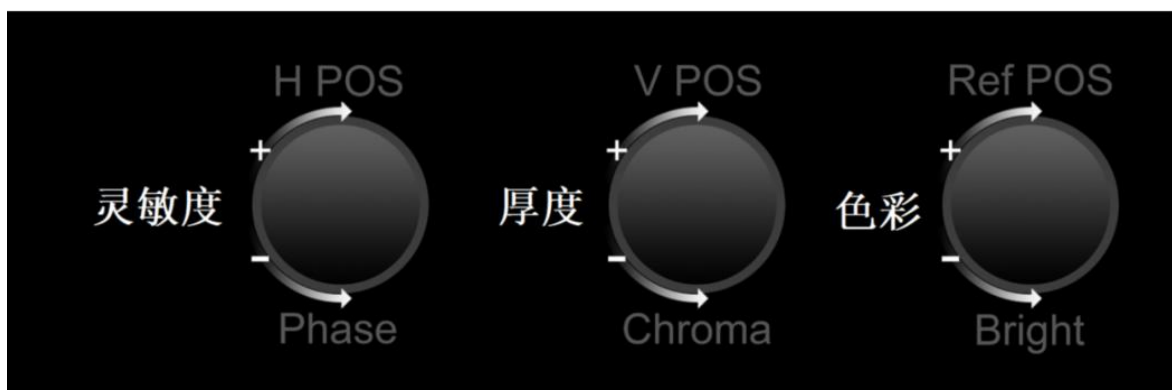 H POS
V POS
Ref POS
+
+
+
灵敏度
厚度
色彩
-
-
-
Phase
Chroma
Bright